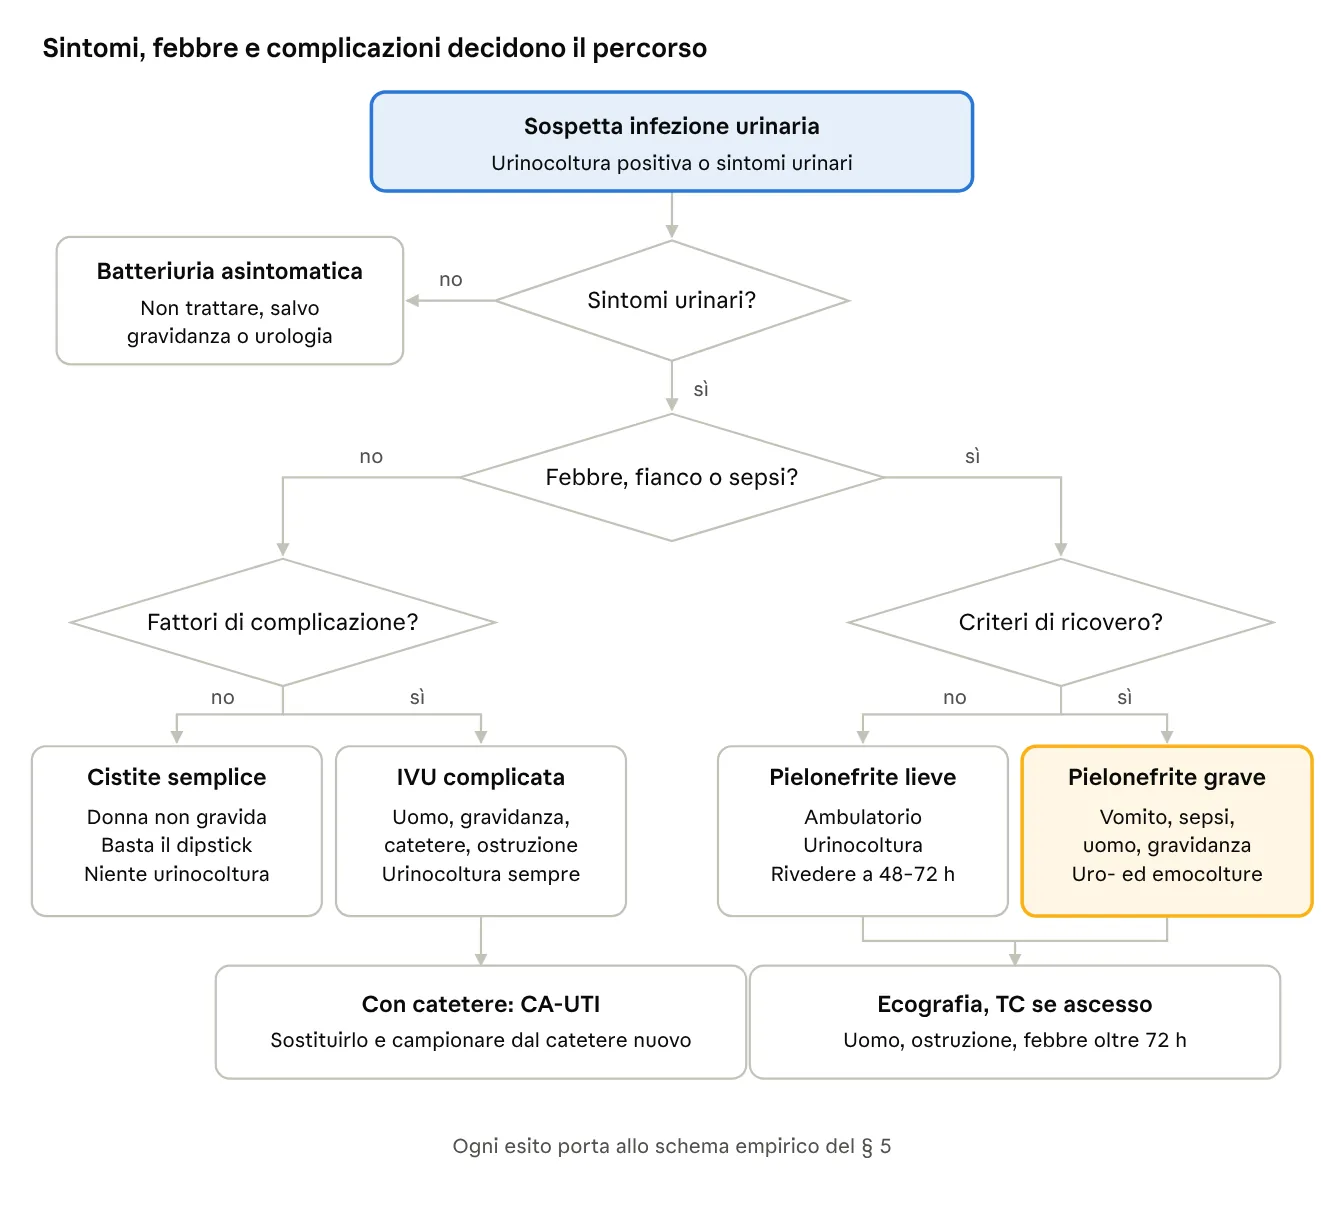 Sintomi, febbre e complicazioni decidono il percorso
Sospetta infezione urinaria
Urinocoltura positiva o sintomi urinari
Batteriuria asintomatica
Non trattare, salvo
gravidanza o urologia
no
Sintomi urinari?
sì
no
Febbre, fianco o sepsi?
sì
Fattori di complicazione?
Criteri di ricovero?
no
sì
no
sì
Cistite semplice
Donna non gravida
Basta il dipstick
Niente urinocoltura
IVU complicata
Uomo, gravidanza,
catetere, ostruzione
Urinocoltura sempre
Pielonefrite lieve
Ambulatorio
Urinocoltura
Rivedere a 48–72 h
Pielonefrite grave
Vomito, sepsi,
uomo, gravidanza
Uro- ed emocolture
Con catetere: CA-UTI
Sostituirlo e campionare dal catetere nuovo
Ecografia, TC se ascesso
Uomo, ostruzione, febbre oltre 72 h
Ogni esito porta allo schema empirico del § 5